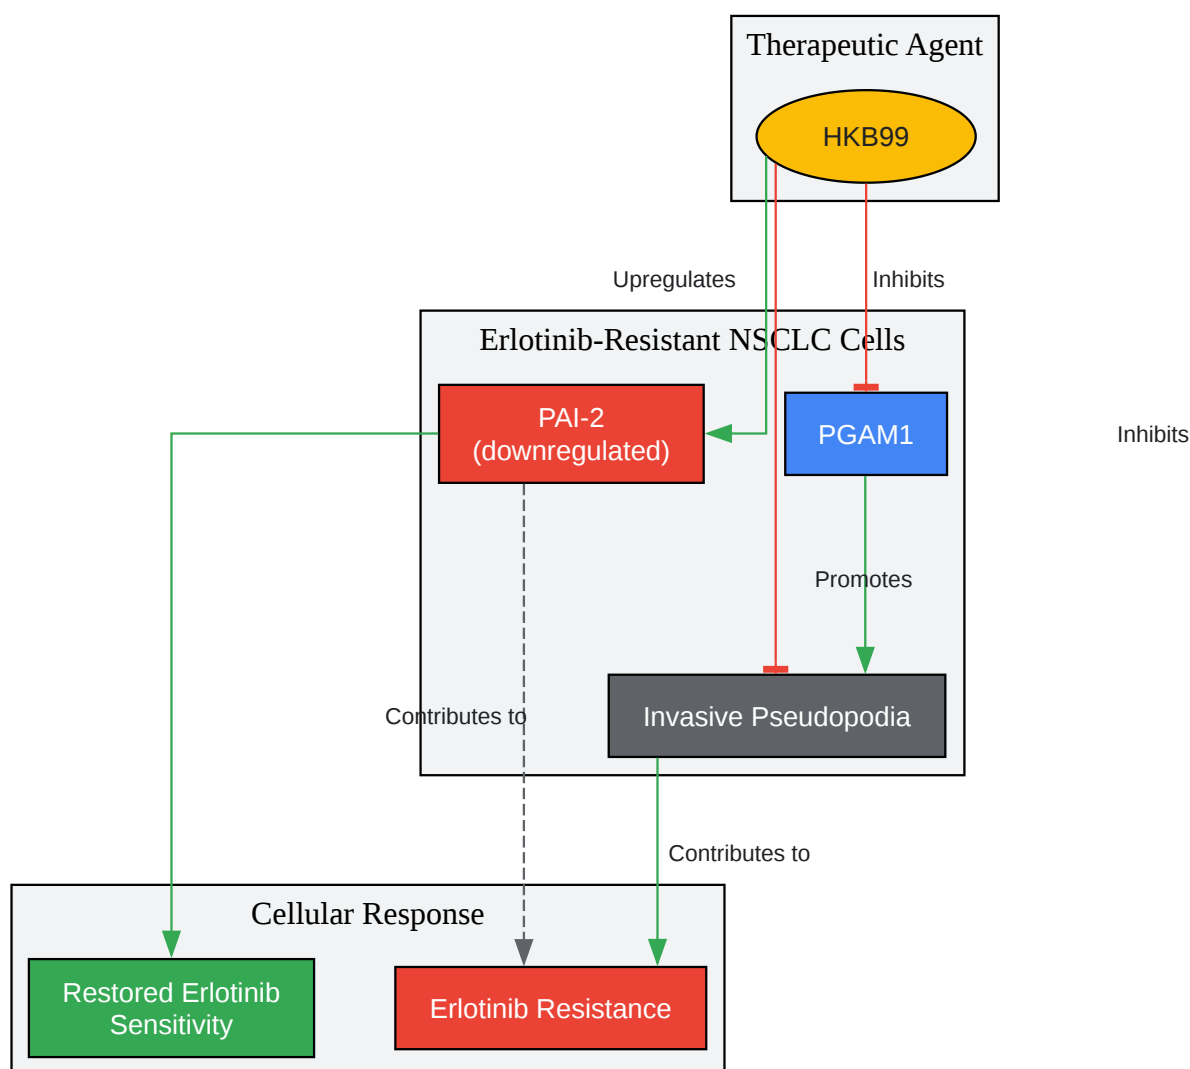 Therapeutic Agent
HKB99
Upregulates
Inhibits
Erlotinib-Resistant NSCLC Cells
PAI-2
(downregulated)
PGAM1
Inhibits
Promotes
Invasive Pseudopodia
Contributes to
Contributes to
Cellular Response
Restored Erlotinib
Sensitivity
Erlotinib Resistance